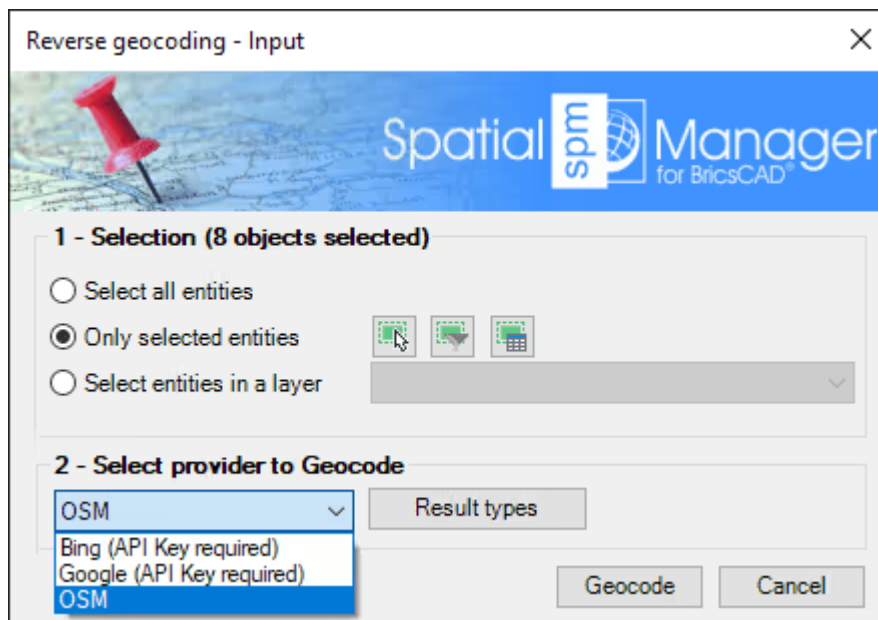 Reverse geocoding - Input
Spatial spm Manager
for BricsCAD®
1 - Selection (8 objects selected)
Select all entities
Only selected entities
Select entities in a layer
2 - Select provider to Geocode
OSM
Result types
Bing (API Key required)
Google (API Key required)
OSM
Geocode
Cancel